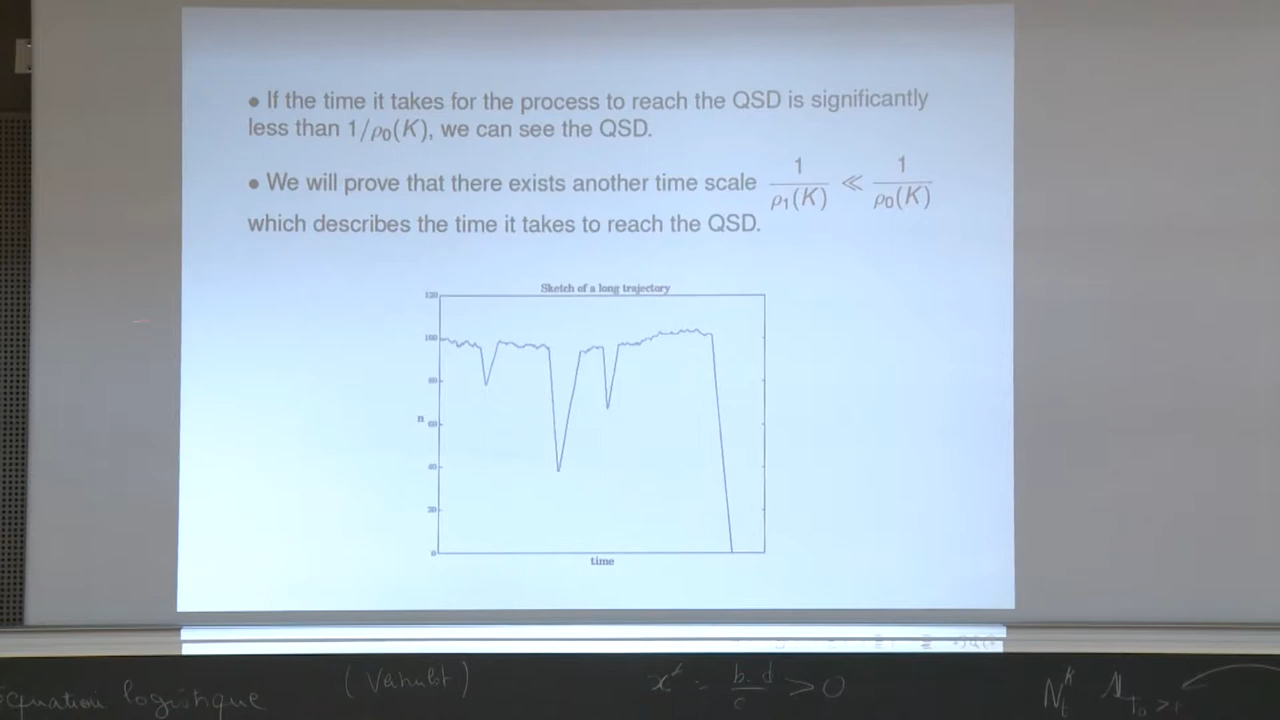 • If the time it takes for the process to reach the QSD is significantly
less than 1/ρ₀(K), we can see the QSD.
• We will prove that there exists another time scale 1/ρ₁(K) ≪ 1/ρ₀(K)
which describes the time it takes to reach the QSD.
Sketch of a long trajectory
120
100
80
n
60
40
20
0
time
(Verhulst)
équation logistique
x* = b-d/c > 0